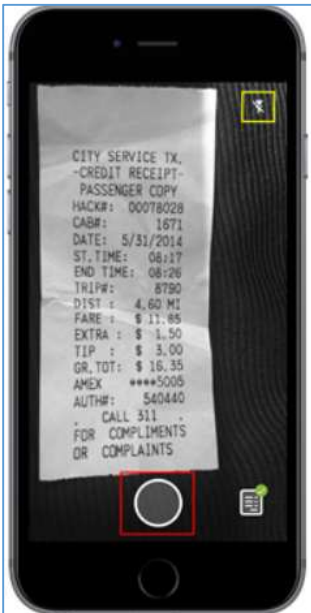 CITY SERVICE TX.
-CREDIT RECEIPT-
PASSENGER COPY
HACK#: 00078028
CAB#: 1671
DATE: 5/31/2014
ST.TIME: 08:17
END TIME: 08:26
TRIP#: 8790
DIST : 4.60 MI
FARE : $ 11.85
EXTRA : $ 1.50
TIP : $ 3.00
GR.TOT: $ 16.35
AMEX ****5005
AUTH#: 540440
. CALL 311 .
FOR COMPLIMENTS
OR COMPLAINTS